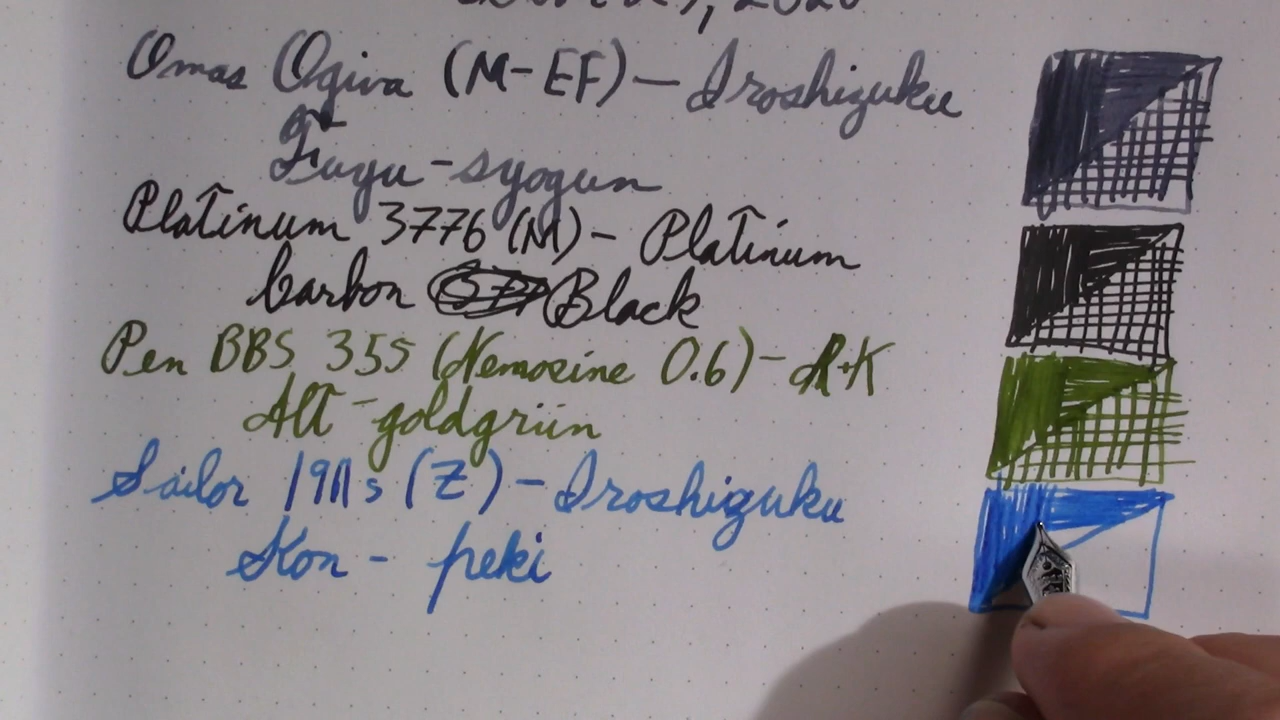 Omas Ogiva (M-EF) — Iroshizuku
Fuyu-syogun
Platinum 3776 (M) - Platinum
Carbon Black
Pen BBS 355 (Nemosine 0.6) - R+K
Alt-goldgrün
Sailor 1911s (Z) - Iroshizuku
Kon - peki